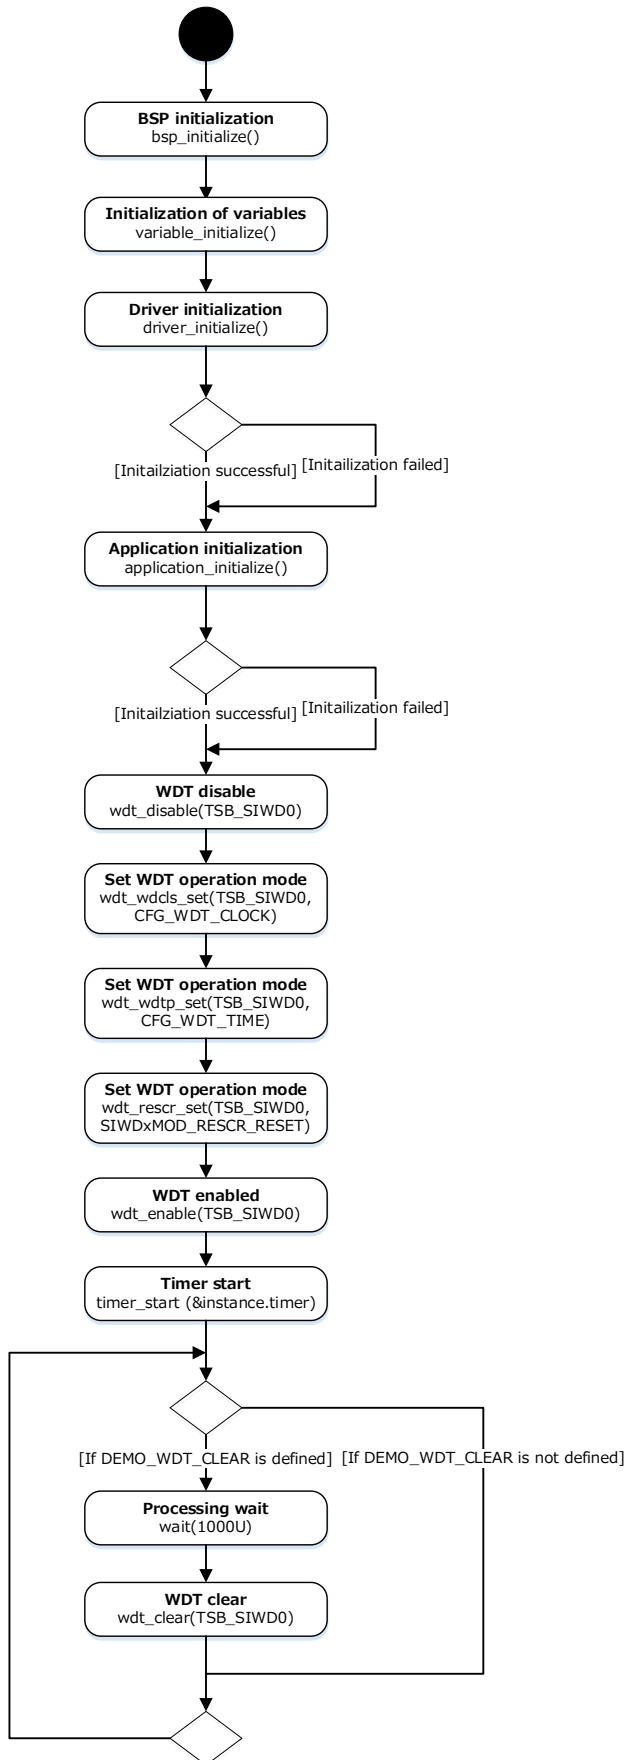 BSP initialization
bsp_initialize()
Initialization of variables
variable_initialize()
Driver initialization
driver_initialize()
[Initailziation successful]
[Initailization failed]
Application initialization
application_initialize()
[Initailziation successful]
[Initailization failed]
WDT disable
wdt_disable(TSB_SIWD0)
Set WDT operation mode
wdt_wdcls_set(TSB_SIWD0,
CFG_WDT_CLOCK)
Set WDT operation mode
wdt_wdtp_set(TSB_SIWD0,
CFG_WDT_TIME)
Set WDT operation mode
wdt_rescr_set(TSB_SIWD0,
SIWDxMOD_RESCR_RESET)
WDT enabled
wdt_enable(TSB_SIWD0)
Timer start
timer_start (&instance.timer)
[If DEMO_WDT_CLEAR is defined]
[If DEMO_WDT_CLEAR is not defined]
Processing wait
wait(1000U)
WDT clear
wdt_clear(TSB_SIWD0)